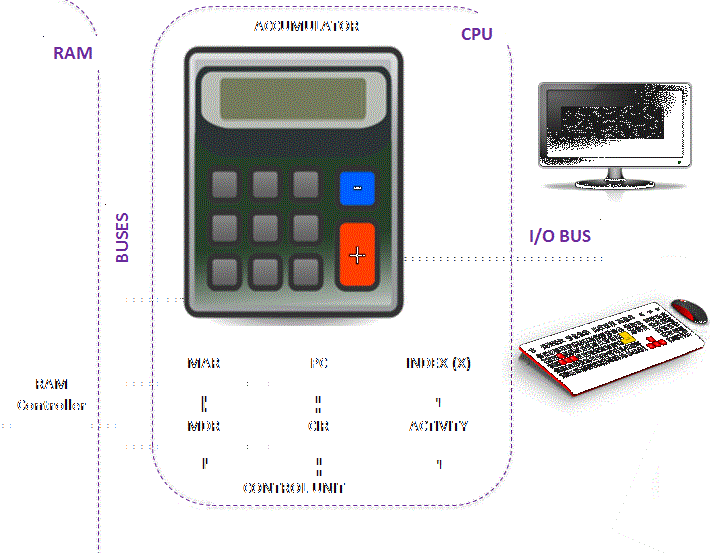 ACCUMULATOR
CPU
RAM
-
+
BUSES
I/O BUS
MAR
PC
INDEX (X)
RAM
Controller
MDR
CIR
ACTIVITY
CONTROL UNIT